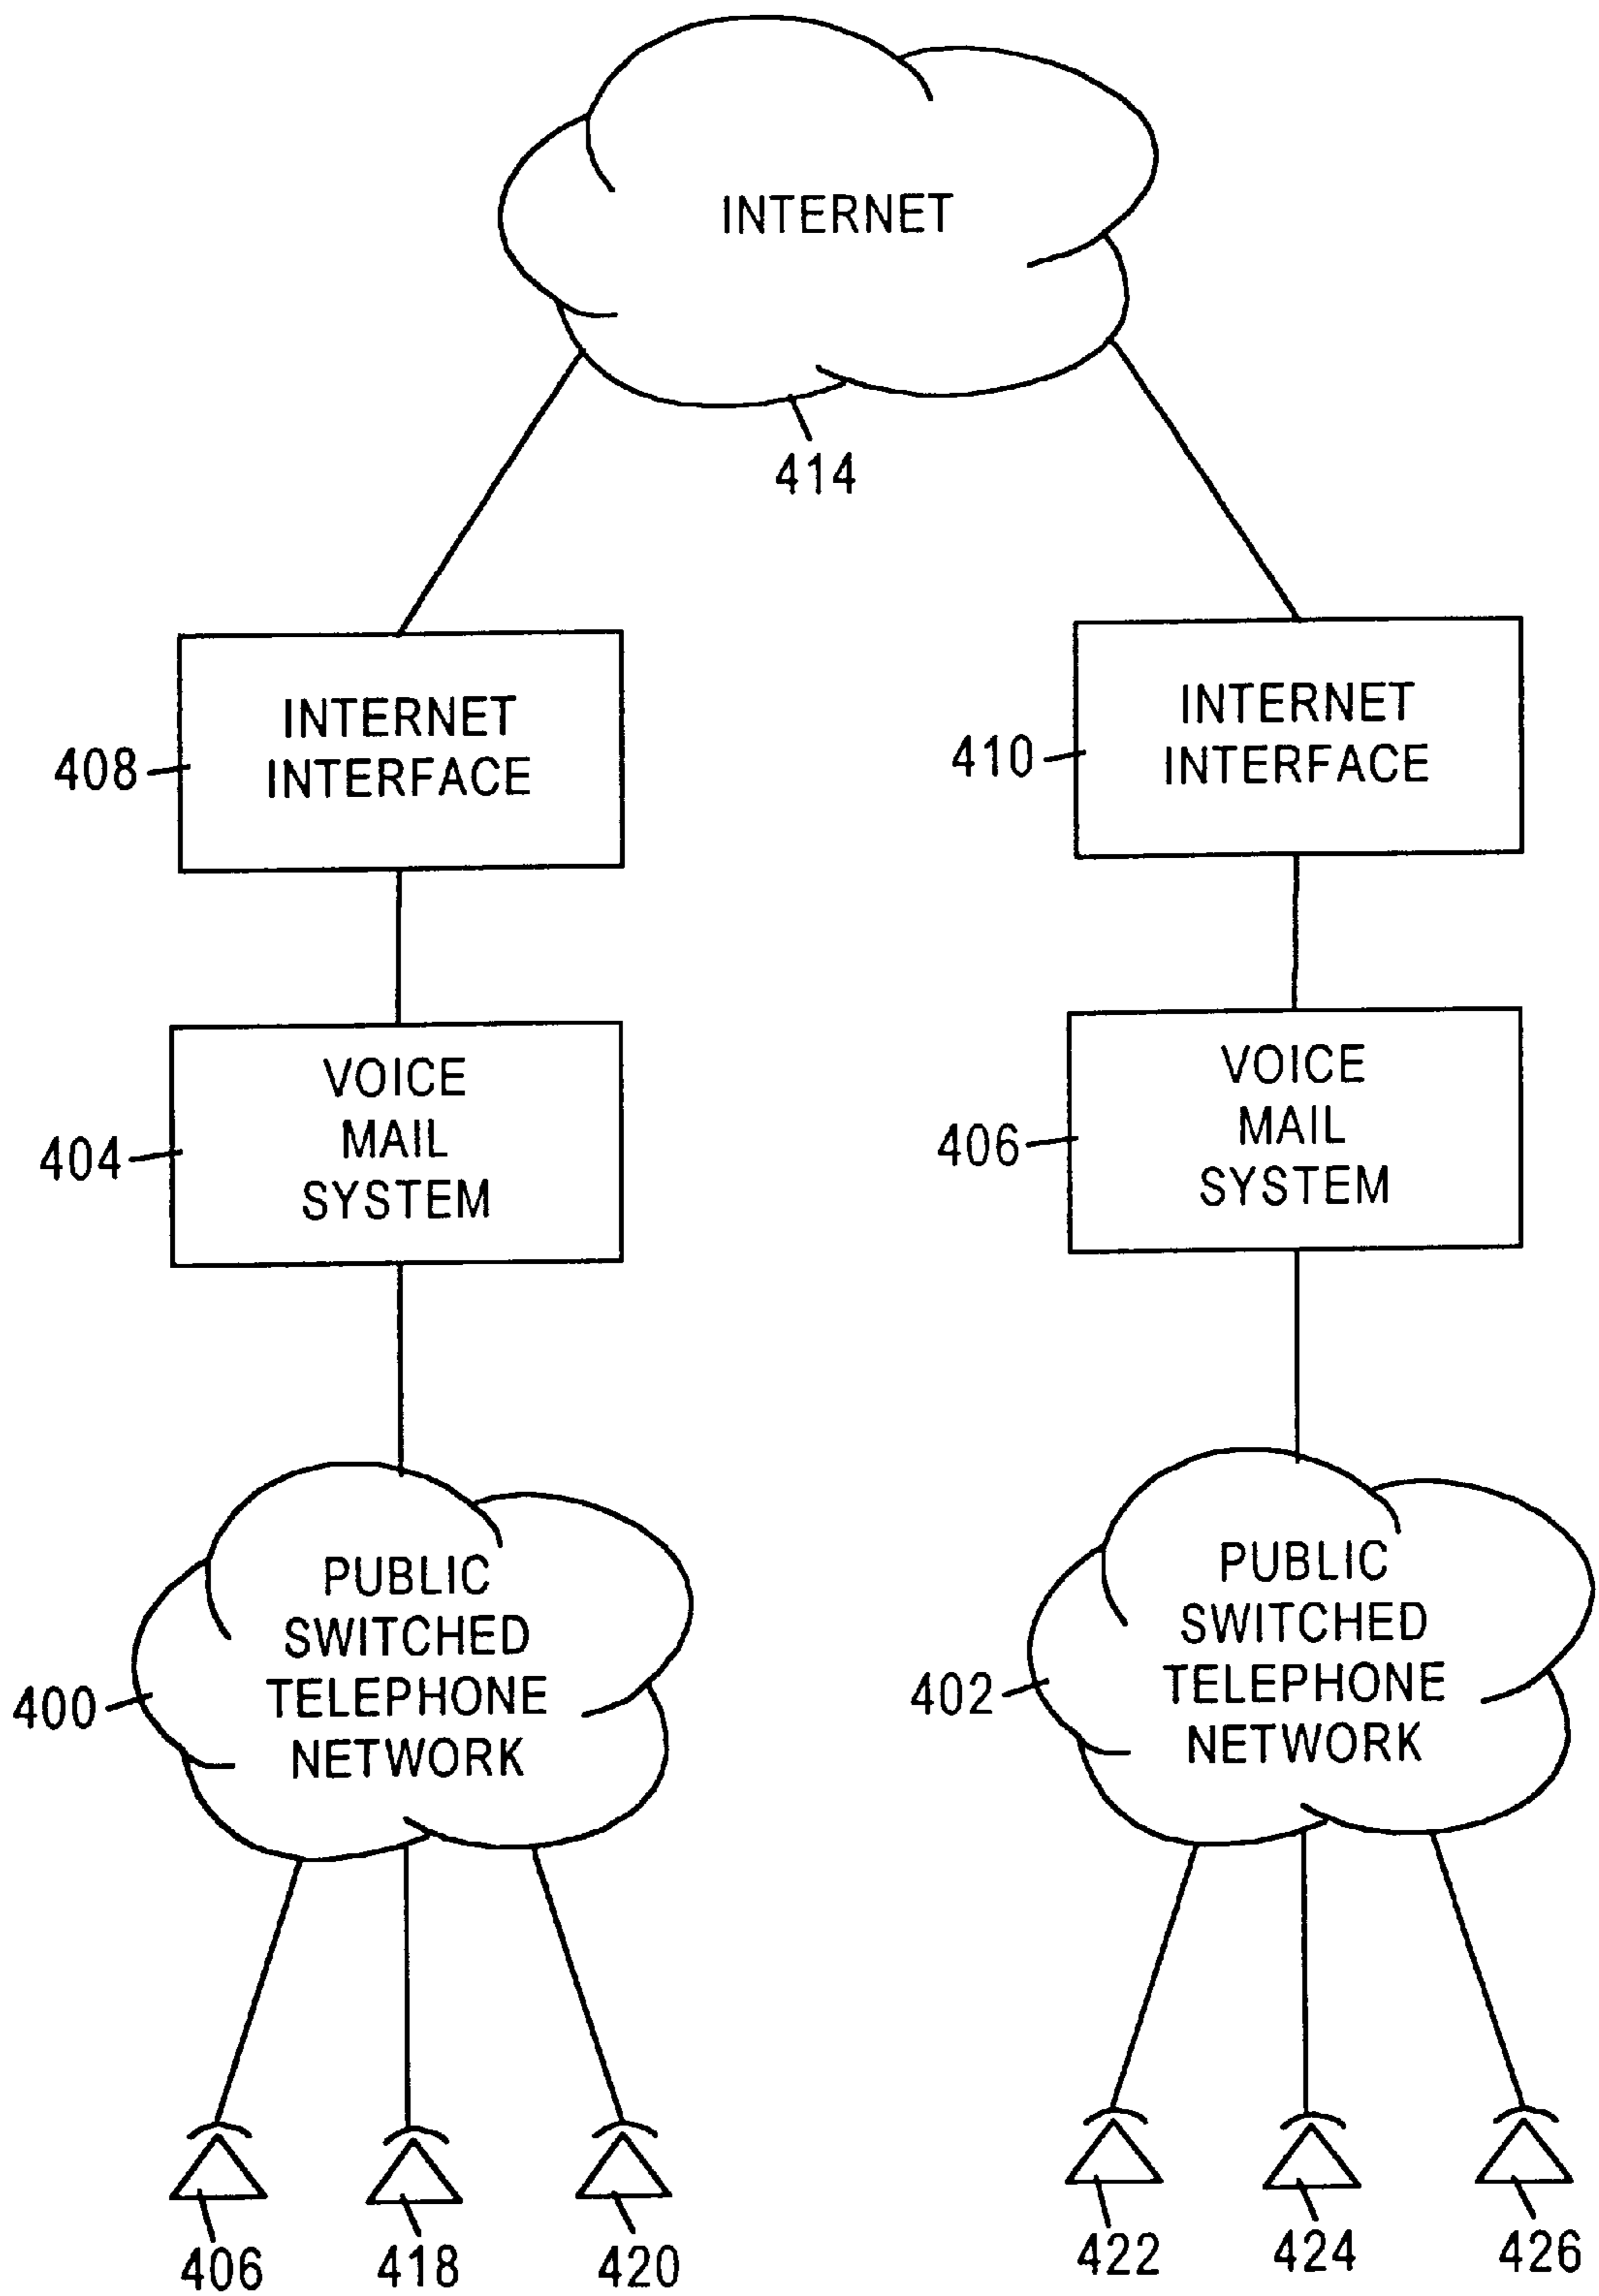 INTERNET
414
INTERNET
INTERFACE
408
INTERNET
INTERFACE
410
VOICE
MAIL
SYSTEM
404
VOICE
MAIL
SYSTEM
406
PUBLIC
SWITCHED
TELEPHONE
NETWORK
400
PUBLIC
SWITCHED
TELEPHONE
NETWORK
402
406
418
420
422
424
426